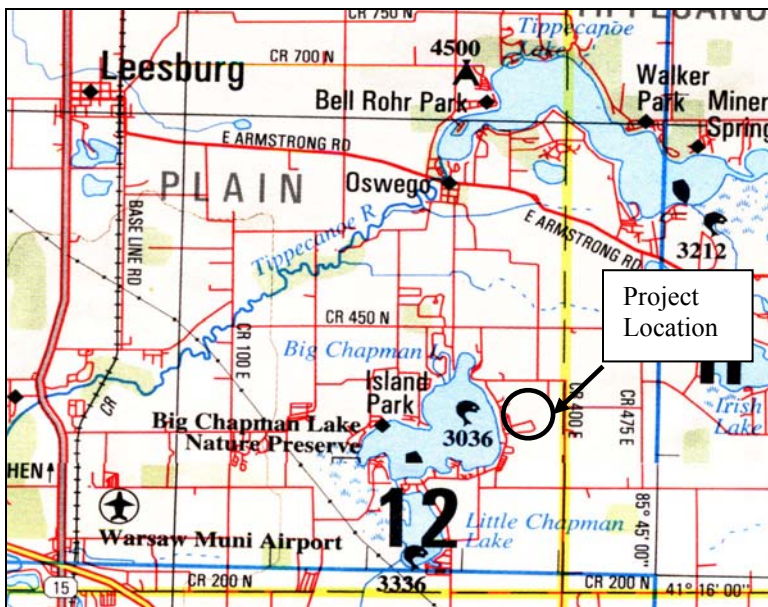 CR 750 N
TIPPECANO
Tippecanoe
Lake
CR 700 N
4500
Leesburg
Walker
Park
Bell Rohr Park
Miner
Spring
E ARMSTRONG RD
PLAIN
Oswego
BASE LINE RD
Tippecanoe R
E ARMSTRONG RD
3212
Project
Location
CR 450 N
CR 100 E
Big Chapman L
Island
Park
CR 400 E
CR 475 E
Irish
Lake
CR
Big Chapman Lake
Nature Preserve
3036
HEN
12
85° 45' 00"
Little Chapman
Lake
Warsaw Muni Airport
15
CR 200 N
3336
CR 200 N
41° 16' 00"